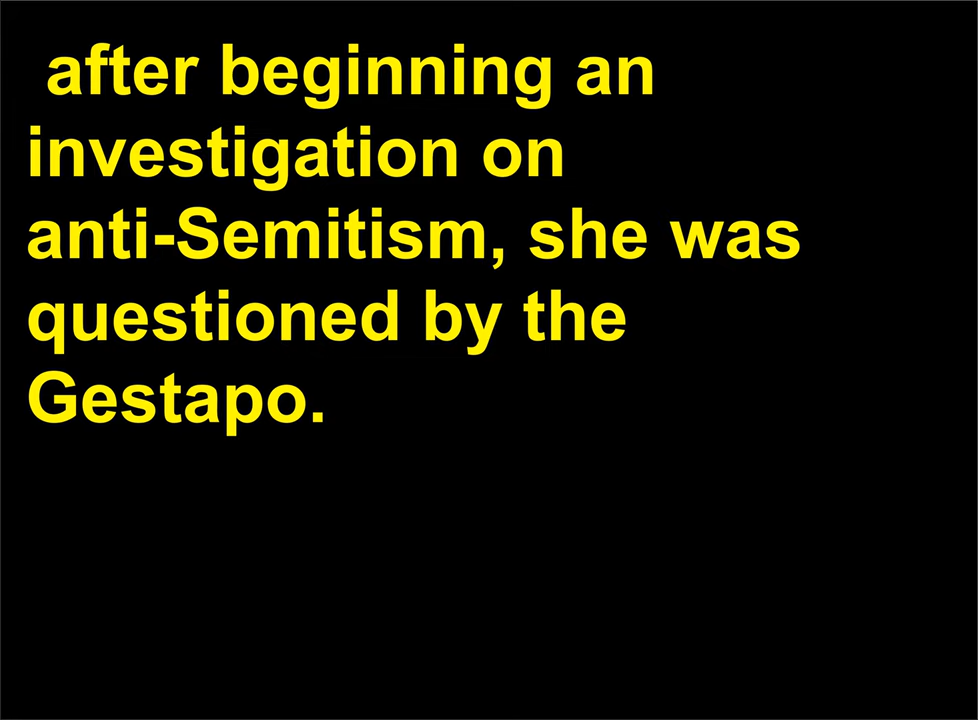 after beginning an
investigation on
anti-Semitism, she was
questioned by the
Gestapo.